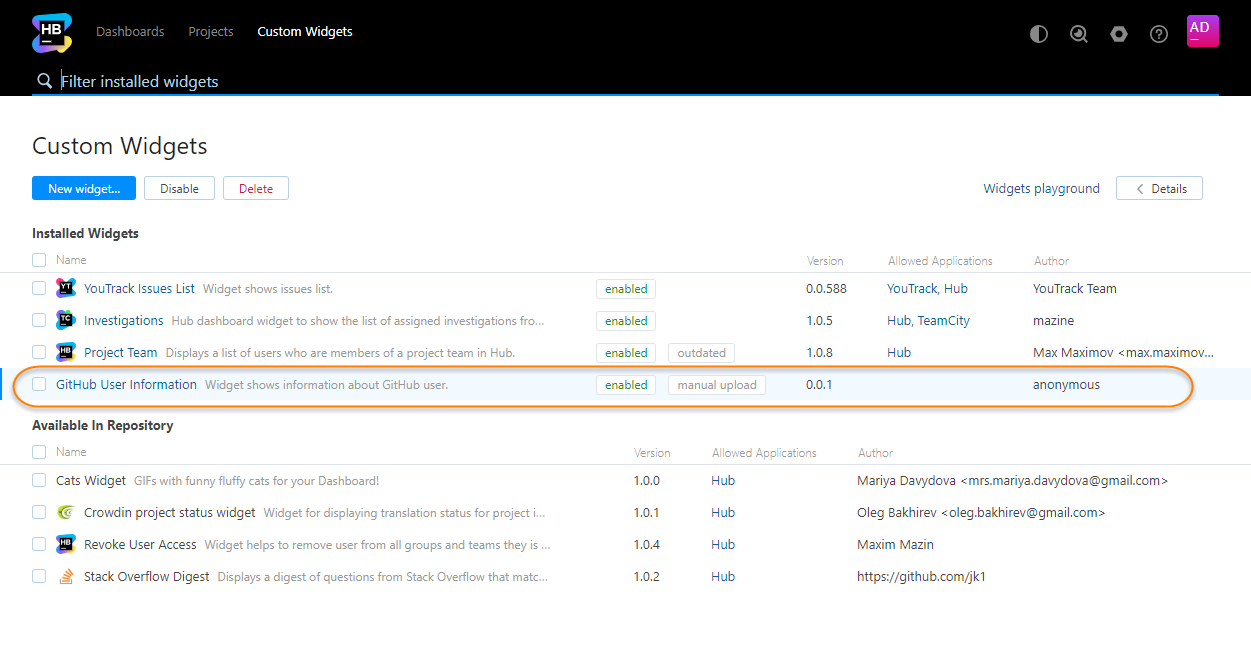 HB Dashboards Projects Custom Widgets AD
Filter installed widgets
Custom Widgets
New widget... Disable Delete Widgets playground Details
Installed Widgets
Name Version Allowed Applications Author
YT YouTrack Issues List Widget shows issues list. enabled 0.0.588 YouTrack, Hub YouTrack Team
TC Investigations Hub dashboard widget to show the list of assigned investigations fro... enabled 1.0.5 Hub, TeamCity mazine
HB Project Team Displays a list of users who are members of a project team in Hub. enabled outdated 1.0.8 Hub Max Maximov <max.maximov...
GitHub User Information Widget shows information about GitHub user. enabled manual upload 0.0.1 anonymous
Available In Repository
Name Version Allowed Applications Author
Cats Widget GIFs with funny fluffy cats for your Dashboard! 1.0.0 Hub Mariya Davydova <mrs.mariya.davydova@gmail.com>
Crowdin project status widget Widget for displaying translation status for project i... 1.0.1 Hub Oleg Bakhirev <oleg.bakhirev@gmail.com>
HB Revoke User Access Widget helps to remove user from all groups and teams they is ... 1.0.4 Hub Maxim Mazin
Stack Overflow Digest Displays a digest of questions from Stack Overflow that matc... 1.0.2 Hub https://github.com/jk1